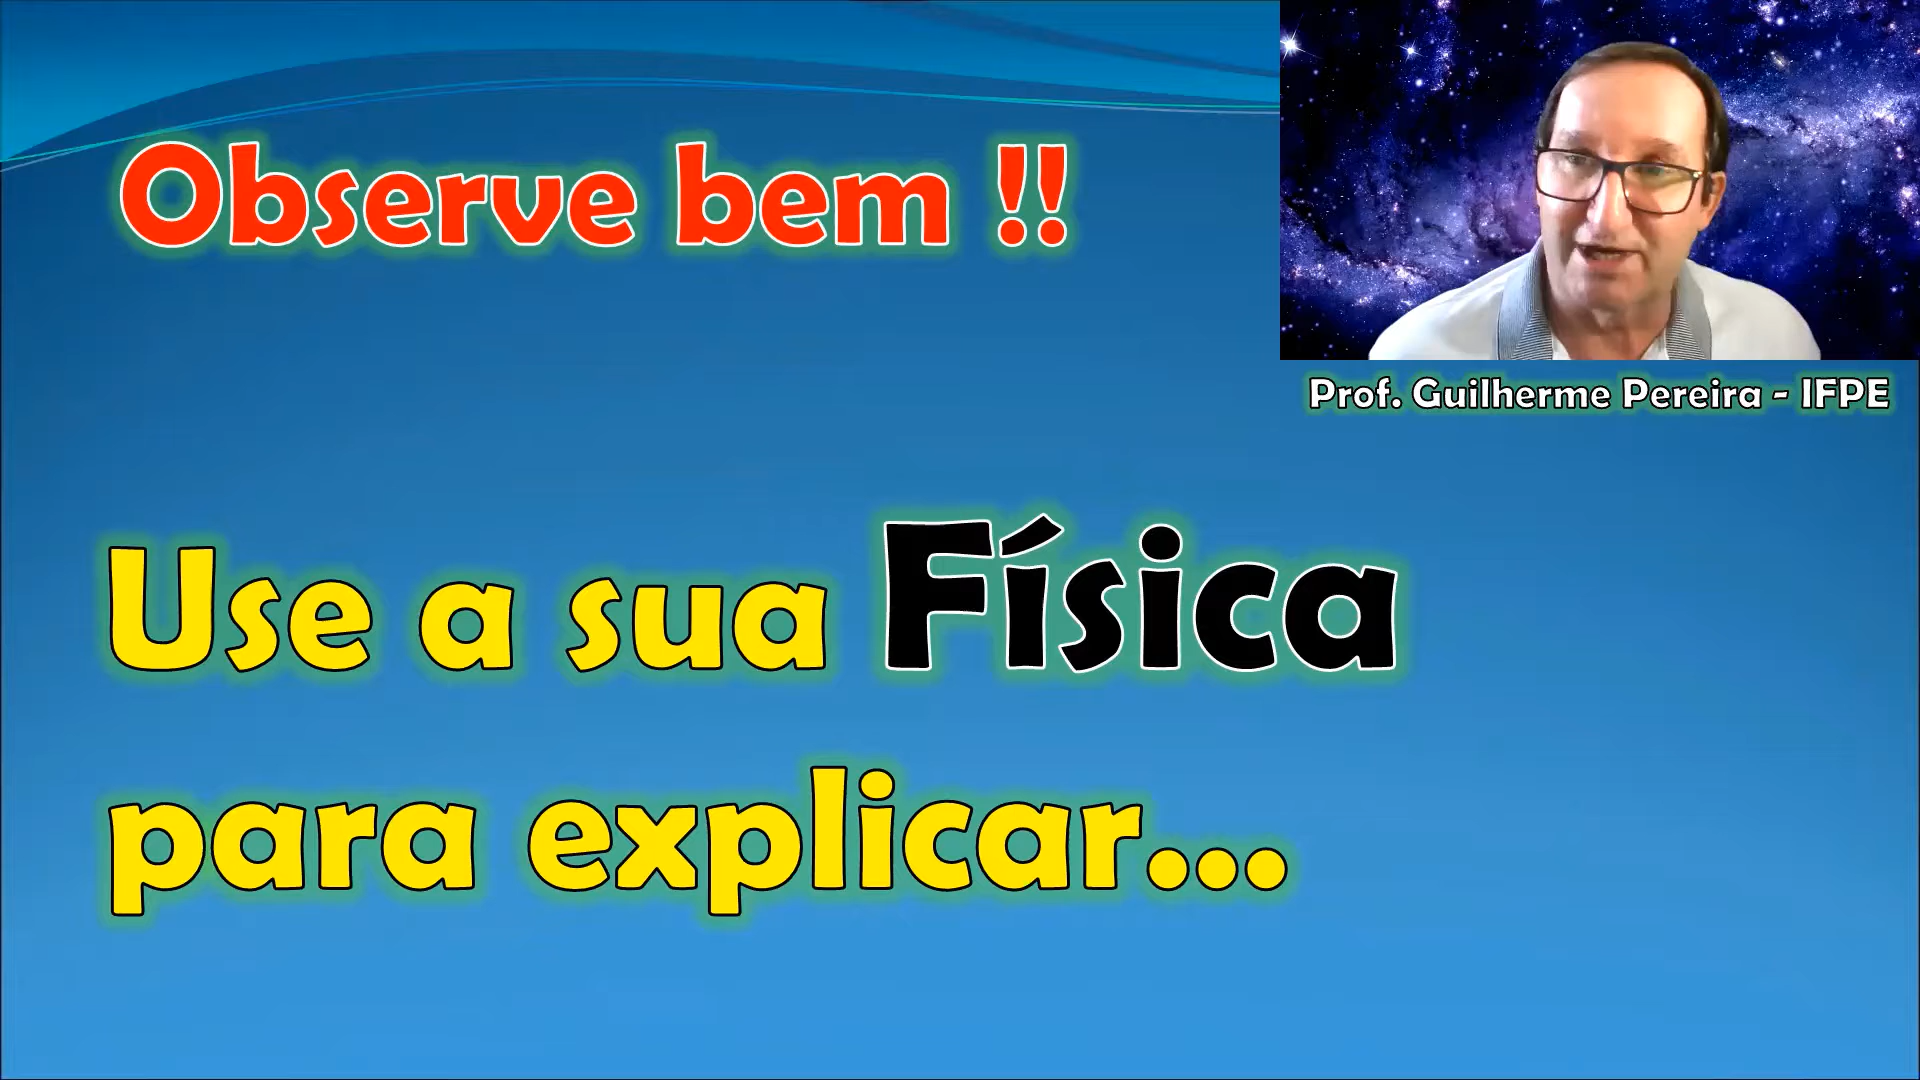 Observe bem !!
Prof. Guilherme Pereira - IFPE
Use a sua Física
para explicar...